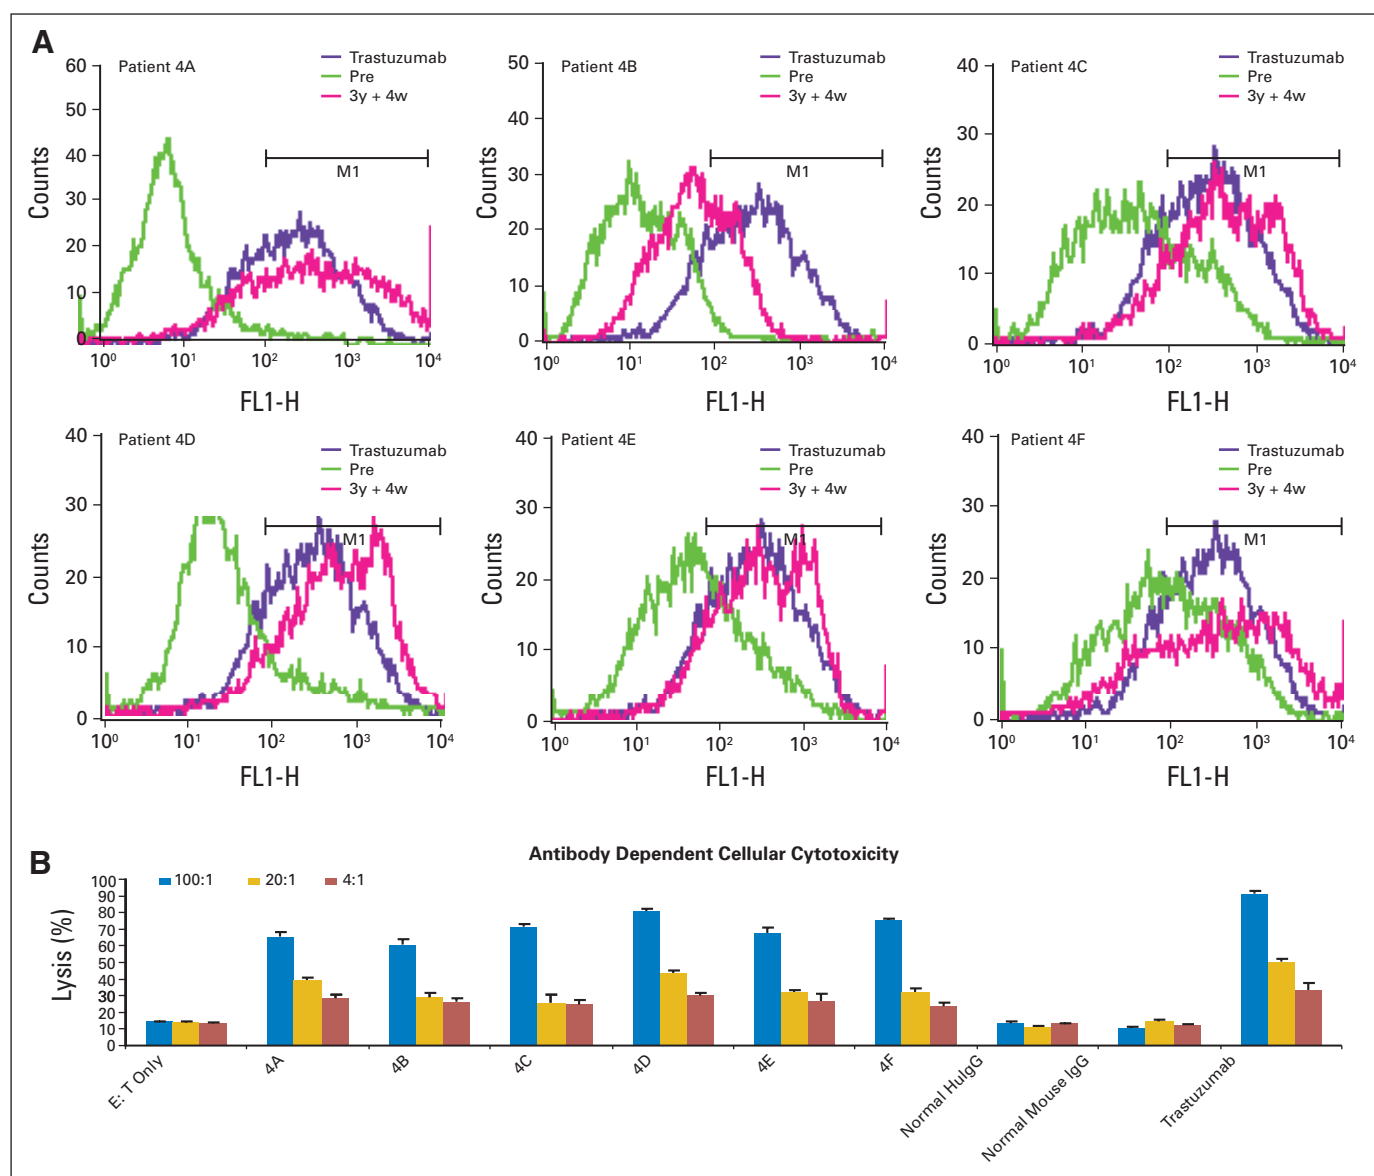 A
Patient 4A
Trastuzumab
Pre
3y + 4w
M1
60
50
40
30
20
10
0
Counts
10⁰ 10¹ 10² 10³ 10⁴
FL1-H
Patient 4B
Trastuzumab
Pre
3y + 4w
M1
50
40
30
20
10
0
Counts
10⁰ 10¹ 10² 10³ 10⁴
FL1-H
Patient 4C
Trastuzumab
Pre
3y + 4w
M1
40
30
20
10
0
Counts
10⁰ 10¹ 10² 10³ 10⁴
FL1-H
Patient 4D
Trastuzumab
Pre
3y + 4w
M1
40
30
20
10
0
Counts
10⁰ 10¹ 10² 10³ 10⁴
FL1-H
Patient 4E
Trastuzumab
Pre
3y + 4w
M1
40
30
20
10
0
Counts
10⁰ 10¹ 10² 10³ 10⁴
FL1-H
Patient 4F
Trastuzumab
Pre
3y + 4w
M1
40
30
20
10
0
Counts
10⁰ 10¹ 10² 10³ 10⁴
FL1-H
B
Antibody Dependent Cellular Cytotoxicity
100:1 20:1 4:1
100
90
80
70
60
50
40
30
20
10
0
Lysis (%)
E: T Only
4A
4B
4C
4D
4E
4F
Normal HuIgG
Normal Mouse IgG
Trastuzumab